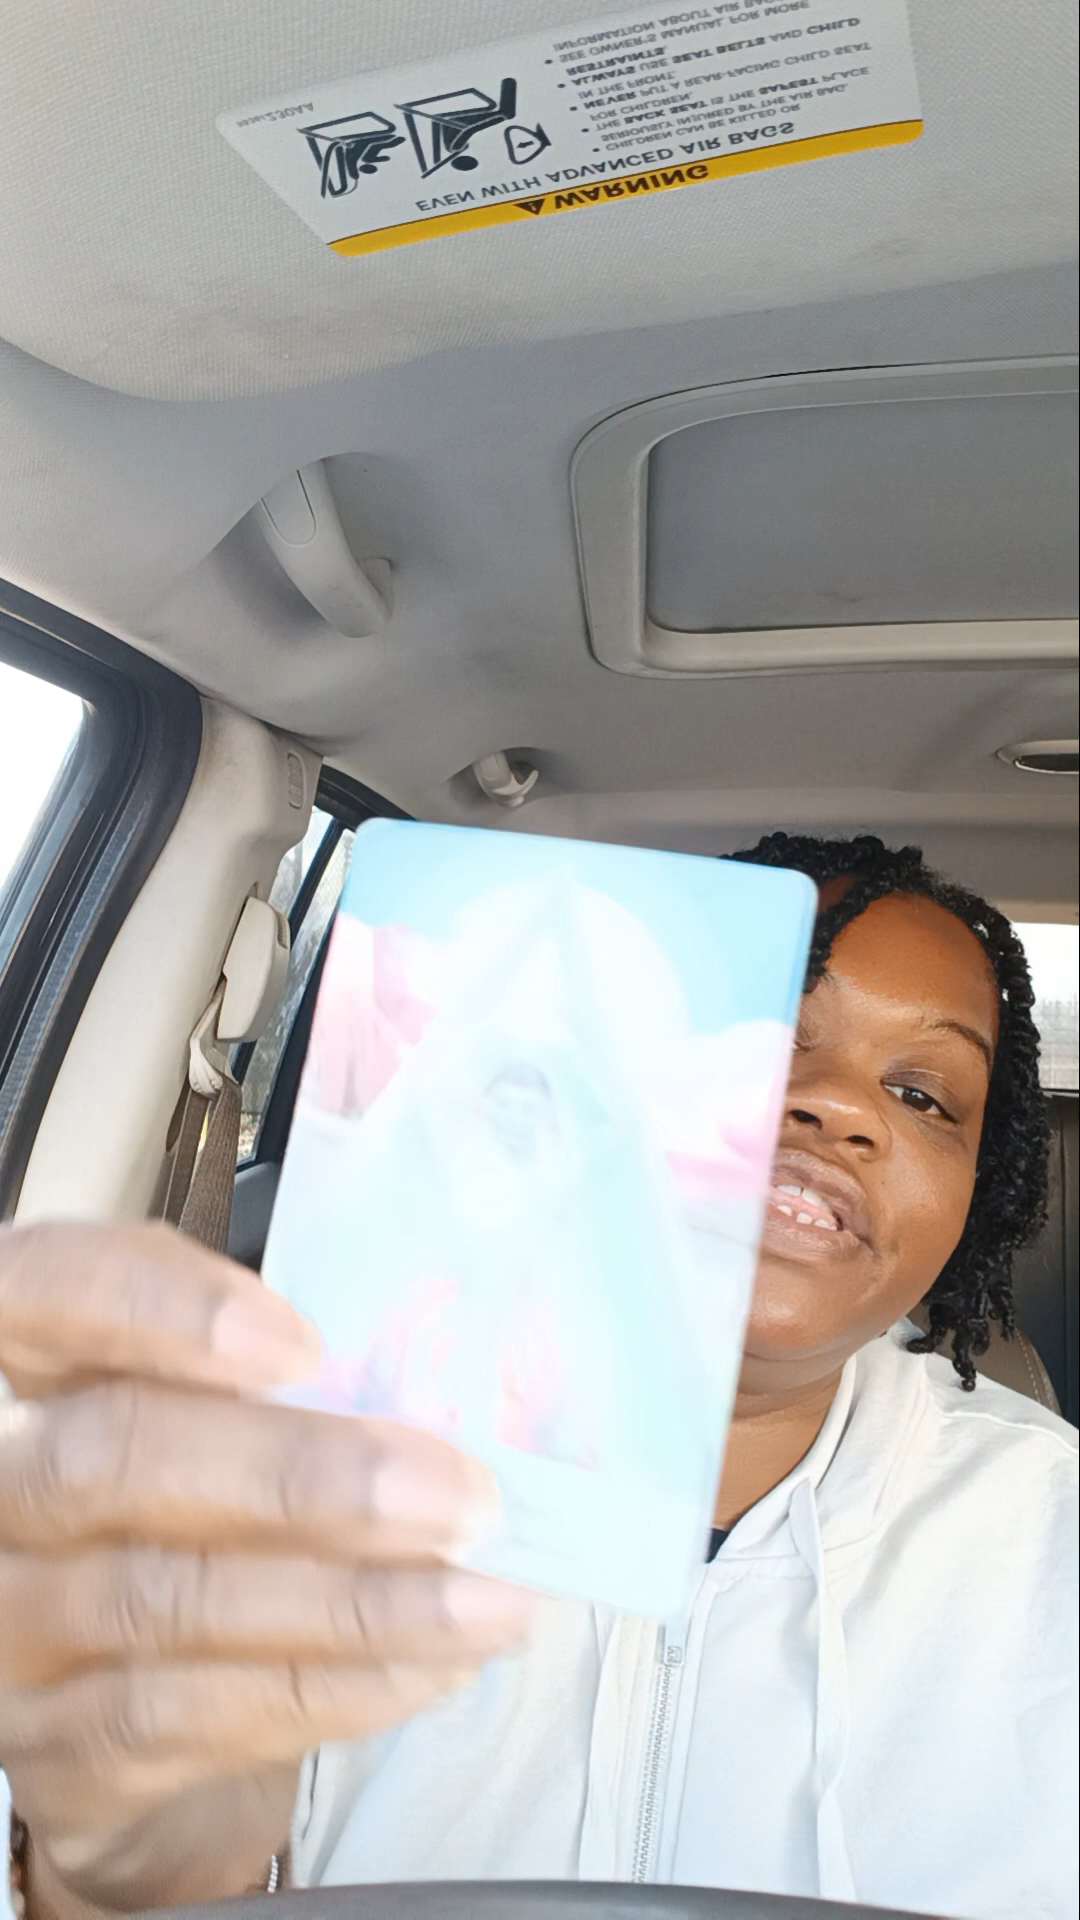 WARNING
EVEN WITH ADVANCED AIR BAGS
• CHILDREN CAN BE KILLED OR
SERIOUSLY INJURED BY THE AIR BAG.
• THE BACK SEAT IS THE SAFEST PLACE
FOR CHILDREN.
• NEVER PUT A REAR-FACING CHILD SEAT
IN THE FRONT.
• ALWAYS USE SEAT BELTS AND CHILD
RESTRAINTS.
• SEE OWNER'S MANUAL FOR MORE
INFORMATION ABOUT AIR BAGS